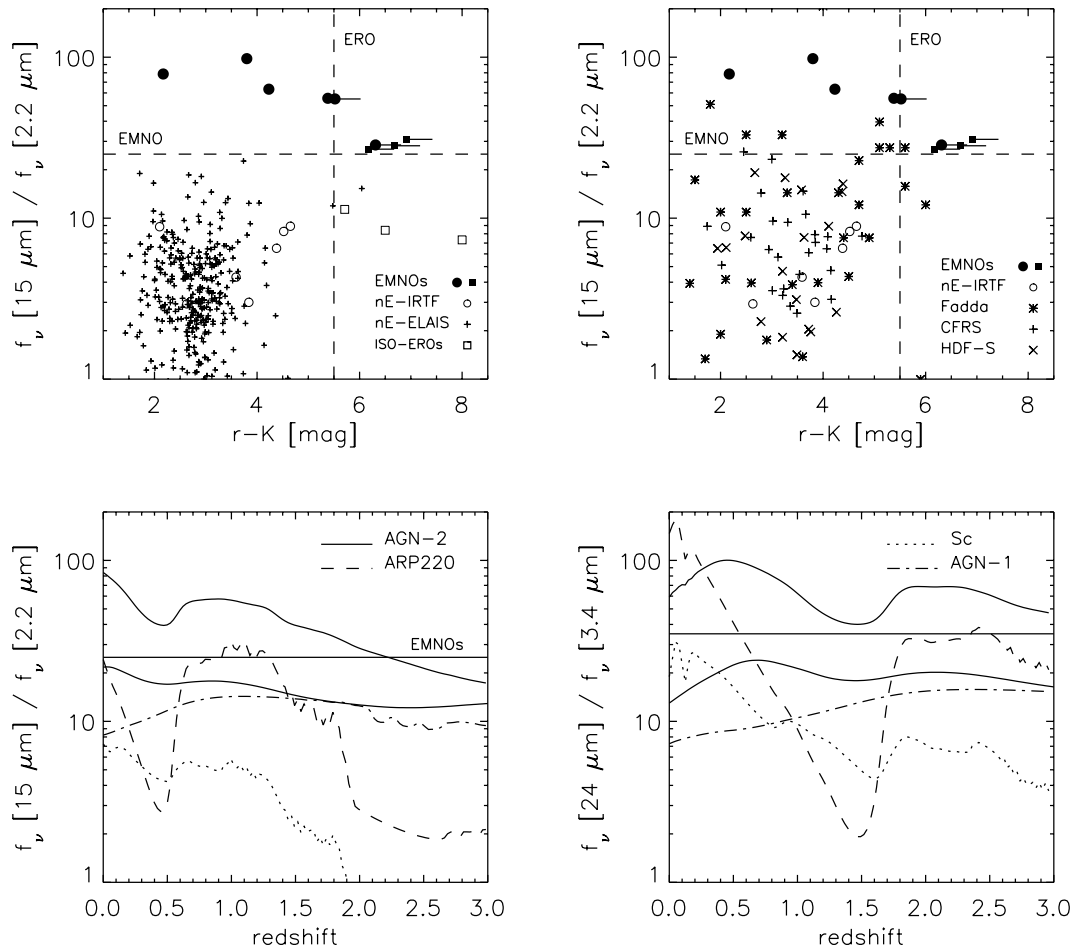 f_ν [15 μm] / f_ν [2.2 μm]
100
10
1
ERO
EMNO
EMNOs
nE-IRTF
nE-ELAIS
ISO-EROs
2 4 6 8
r-K [mag]
f_ν [15 μm] / f_ν [2.2 μm]
100
10
1
ERO
EMNO
EMNOs
nE-IRTF
Fadda
CFRS
HDF-S
2 4 6 8
r-K [mag]
f_ν [15 μm] / f_ν [2.2 μm]
100
10
1
AGN-2
ARP220
EMNOs
0.0 0.5 1.0 1.5 2.0 2.5 3.0
redshift
f_ν [24 μm] / f_ν [3.4 μm]
100
10
1
Sc
AGN-1
0.0 0.5 1.0 1.5 2.0 2.5 3.0
redshift